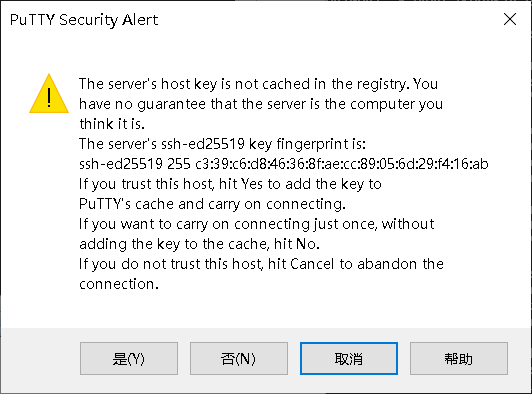 PuTTY Security Alert
The server's host key is not cached in the registry. You
have no guarantee that the server is the computer you
think it is.
The server's ssh-ed25519 key fingerprint is:
ssh-ed25519 255 c3:39:c6:d8:46:36:8f:ae:cc:89:05:6d:29:f4:16:ab
If you trust this host, hit Yes to add the key to
PuTTY's cache and carry on connecting.
If you want to carry on connecting just once, without
adding the key to the cache, hit No.
If you do not trust this host, hit Cancel to abandon the
connection.
是(Y) 否(N) 取消 帮助